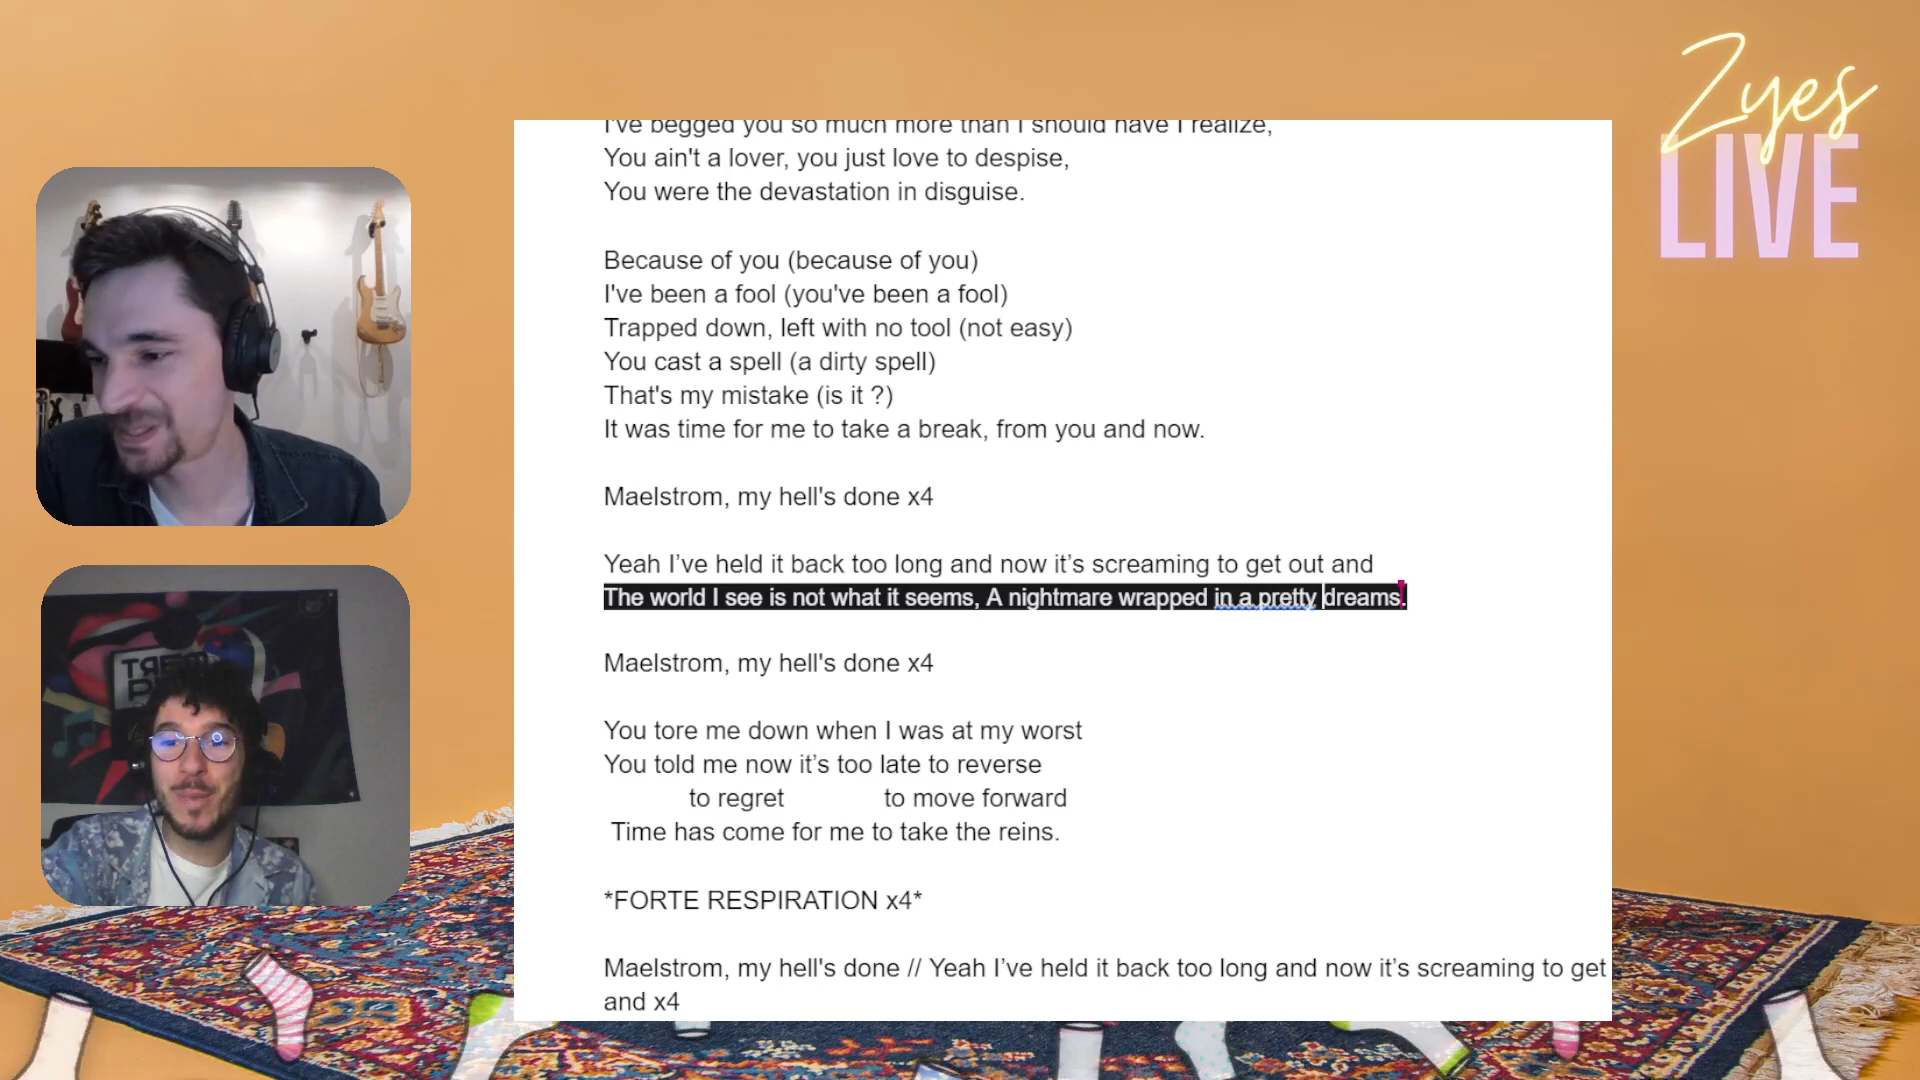 Zyes
LIVE
I've begged you so much more than I should have I realize,
You ain't a lover, you just love to despise,
You were the devastation in disguise.
Because of you (because of you)
I've been a fool (you've been a fool)
Trapped down, left with no tool (not easy)
You cast a spell (a dirty spell)
That's my mistake (is it ?)
It was time for me to take a break, from you and now.
Maelstrom, my hell's done x4
Yeah I’ve held it back too long and now it’s screaming to get out and
The world I see is not what it seems, A nightmare wrapped in a pretty dreams.
Maelstrom, my hell's done x4
You tore me down when I was at my worst
You told me now it’s too late to reverse
to regret to move forward
Time has come for me to take the reins.
*FORTE RESPIRATION x4*
Maelstrom, my hell's done // Yeah I’ve held it back too long and now it’s screaming to get
and x4